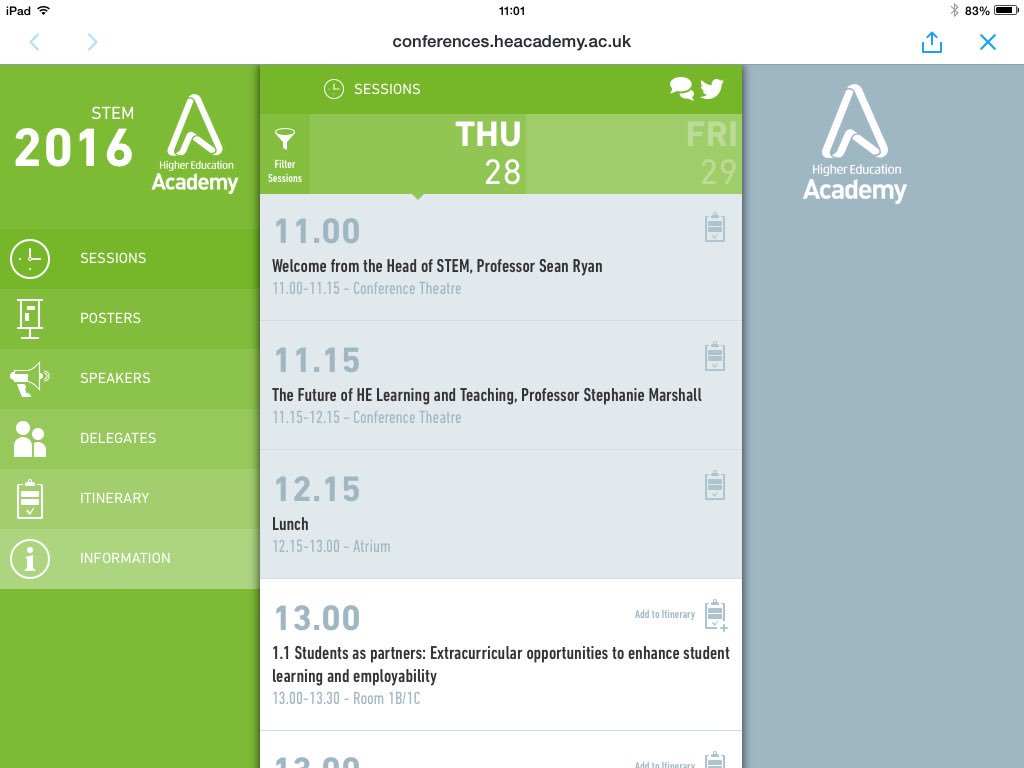 iPad
11:01
83%
conferences.heacademy.ac.uk
STEM
2016
Higher Education
Academy
SESSIONS
POSTERS
SPEAKERS
DELEGATES
ITINERARY
INFORMATION
SESSIONS
Filter
Sessions
THU
28
FRI
29
11.00
Welcome from the Head of STEM, Professor Sean Ryan
11.00-11.15 - Conference Theatre
11.15
The Future of HE Learning and Teaching, Professor Stephanie Marshall
11.15-12.15 - Conference Theatre
12.15
Lunch
12.15-13.00 - Atrium
13.00
Add to Itinerary
1.1 Students as partners: Extracurricular opportunities to enhance student
learning and employability
13.00-13.30 - Room 1B/1C
13.00
Add to Itinerary
Higher Education
Academy